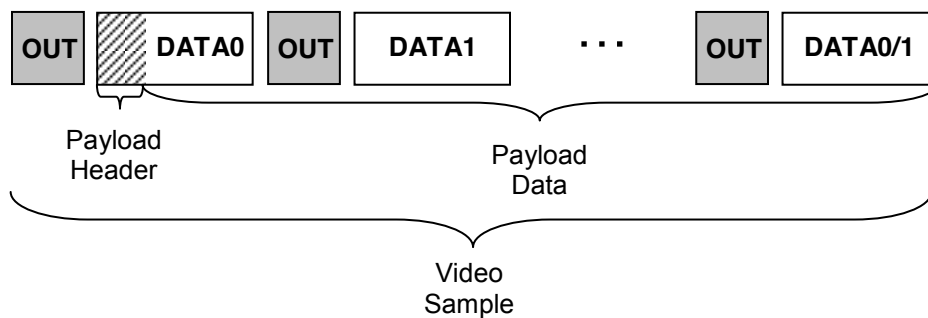 OUT DATA0 OUT DATA1 ... OUT DATA0/1
Payload
Header
Payload
Data
Video
Sample